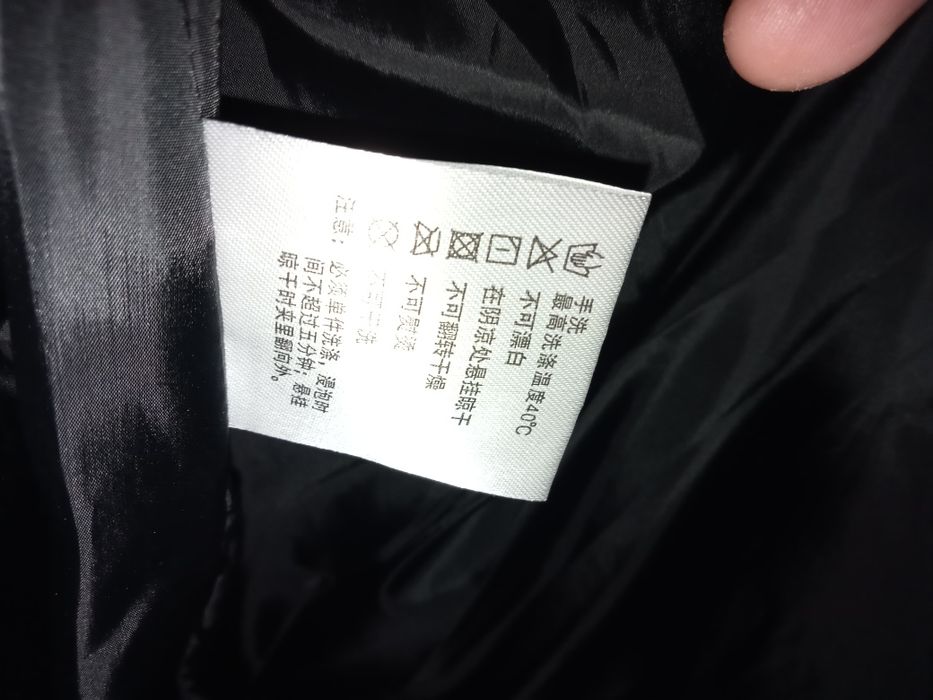 手洗
最高洗涤温度40℃
不可漂白
在阴凉处悬挂晾干
不可翻转干燥
不可熨烫
不可干洗
注意：必须单件洗涤，浸泡时
间不超过五分钟；悬挂
晾干时夹里翻向外。